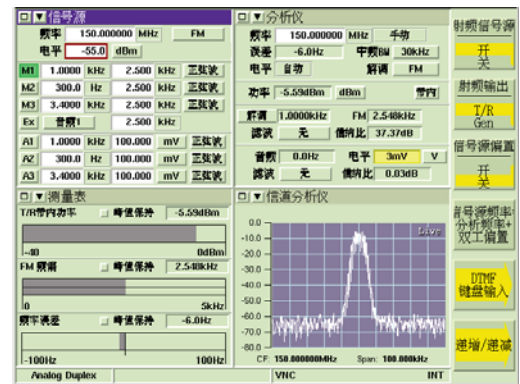 信号源
频率 150.000000 MHz FM
电平 -55.0 dBm
M1 1.0000 kHz 2.500 kHz 正弦波
M2 300.0 Hz 2.500 kHz 正弦波
M3 3.4000 kHz 2.500 kHz 正弦波
Ex 音频1 2.500 kHz
A1 1.0000 kHz 100.000 mV 正弦波
A2 300.0 Hz 100.000 mV 正弦波
A3 3.4000 kHz 100.000 mV 正弦波
分析仪
频率 150.000000 MHz 手动
误差 -6.0Hz 中频BW 30kHz
电平 自动 解调 FM
功率 -5.59dBm dBm 带内
解调 1.0000kHz FM 2.548kHz
滤波 无 信纳比 37.37dB
音频 0.0Hz 电平 3mV V
滤波 无 信纳比 0.03dB
测量表
T/R带内功率 峰值保持 -5.59dBm
-40 0dBm
FM 频偏 峰值保持 2.548kHz
0 5kHz
频率误差 峰值保持 -6.0Hz
-100Hz 100Hz
信道分析仪
Live
0.0
-10.0
-20.0
-30.0
-40.0
-50.0
-60.0
-70.0
-80.0
CF: 150.000000MHz Span: 100.000kHz
Analog Duplex VNC INT
射频信号源
开
关
射频输出
T/R
Gen
信号源偏置
开
关
信号源频率·
分析频率+
双工偏置
DTMF
键盘输入
递增/递减